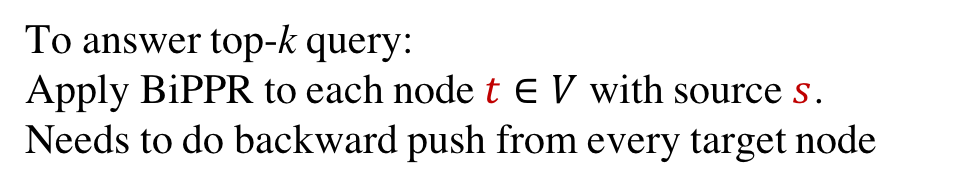 To answer top-k query:
Apply BiPPR to each node t ∈ V with source s.
Needs to do backward push from every target node